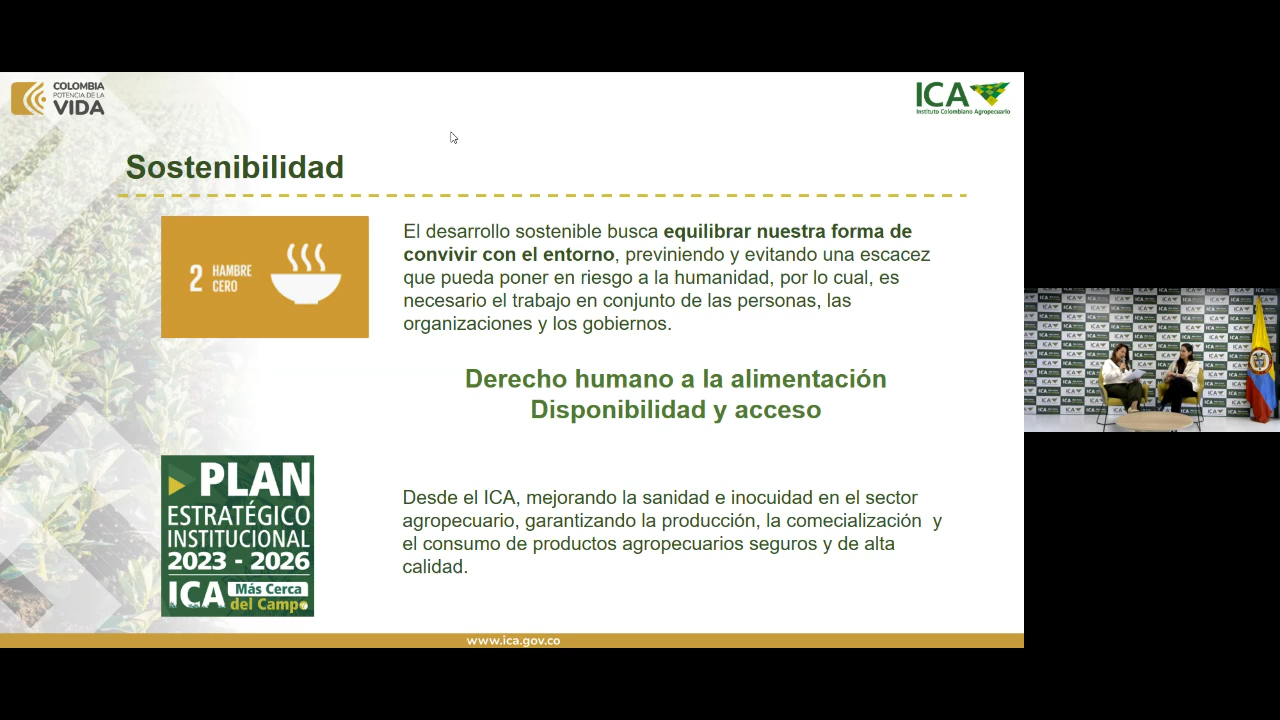 COLOMBIA
POTENCIA DE LA
VIDA
ICA
Instituto Colombiano Agropecuario
Sostenibilidad
2 HAMBRE
CERO
El desarrollo sostenible busca equilibrar nuestra forma de
convivir con el entorno, previniendo y evitando una escacez
que pueda poner en riesgo a la humanidad, por lo cual, es
necesario el trabajo en conjunto de las personas, las
organizaciones y los gobiernos.
Derecho humano a la alimentación
Disponibilidad y acceso
PLAN
ESTRATÉGICO
INSTITUCIONAL
2023 - 2026
ICA Más Cerca
del Campo
Desde el ICA, mejorando la sanidad e inocuidad en el sector
agropecuario, garantizando la producción, la comecialización y
el consumo de productos agropecuarios seguros y de alta
calidad.
www.ica.gov.co